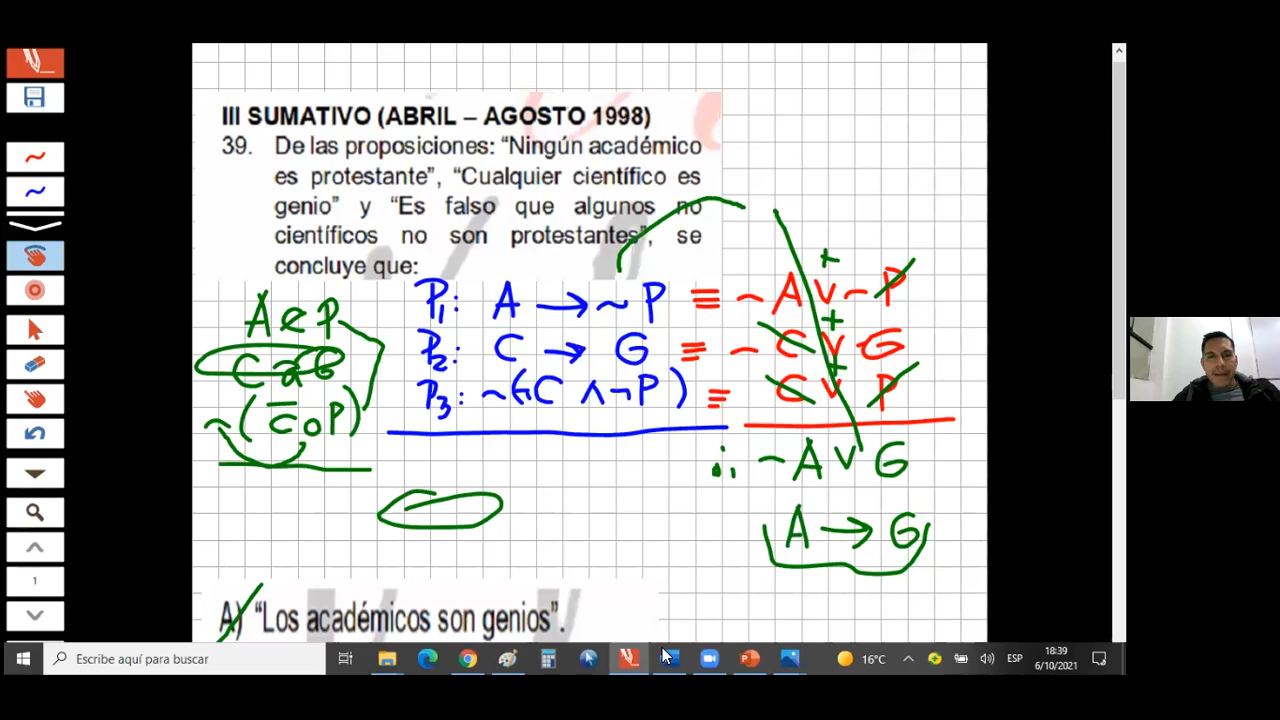 III SUMATIVO (ABRIL – AGOSTO 1998)
39. De las proposiciones: “Ningún académico
es protestante”, “Cualquier científico es
genio” y “Es falso que algunos no
científicos no son protestantes”, se
concluye que:
A e P
C a G
~ ( C̅ o P )
P₁: A → ~ P ≡ ~ A ∨ ~ P
P₂: C → G ≡ ~ C ∨ G
P₃: ~(¬C ∧ ¬P) ≡ C ∨ P
∴ ~ A ∨ G
A → G
A) “Los académicos son genios”.
1
Escribe aquí para buscar
16°C
ESP
18:39
6/10/2021